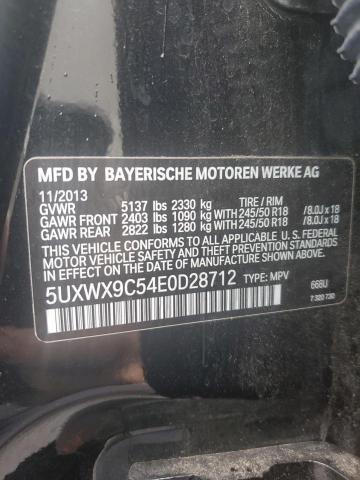 MFD BY BAYERISCHE MOTOREN WERKE AG
11/2013 TIRE / RIM
GVWR 5137 lbs 2330 kg
GAWR FRONT 2403 lbs 1090 kg WITH 245/50 R18 /8.0J x 18
GAWR REAR 2822 lbs 1280 kg WITH 245/50 R18 /8.0J x 18
THIS VEHICLE CONFORMS TO ALL APPLICABLE U.S. FEDERAL
MOTOR VEHICLE SAFETY STANDARDS IN EFFECT ON THE
DATE OF MANUFACTURE SHOWN ABOVE.
5UXWX9C54E0D28712 TYPE: MPV
668U
7 320 730